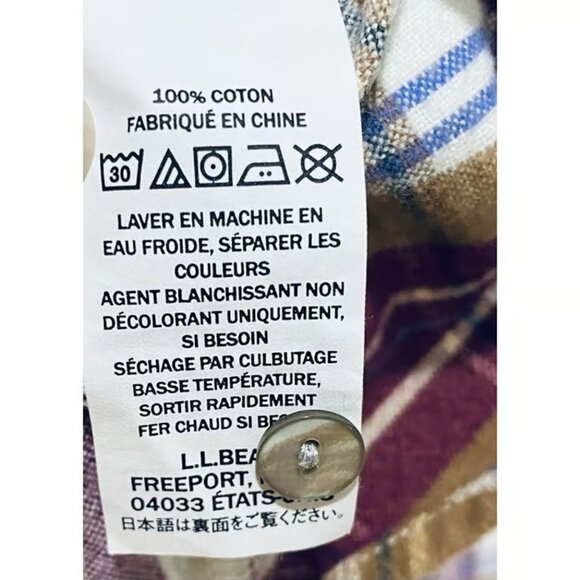 100% COTON
FABRIQUÉ EN CHINE
30
LAVER EN MACHINE EN
EAU FROIDE, SÉPARER LES
COULEURS
AGENT BLANCHISSANT NON
DÉCOLORANT UNIQUEMENT,
SI BESOIN
SÉCHAGE PAR CULBUTAGE
BASSE TEMPÉRATURE,
SORTIR RAPIDEMENT
FER CHAUD SI
L.L.BEA
FREEPORT,
04033 ÉTATS-
日本語は裏面をご覧ください。